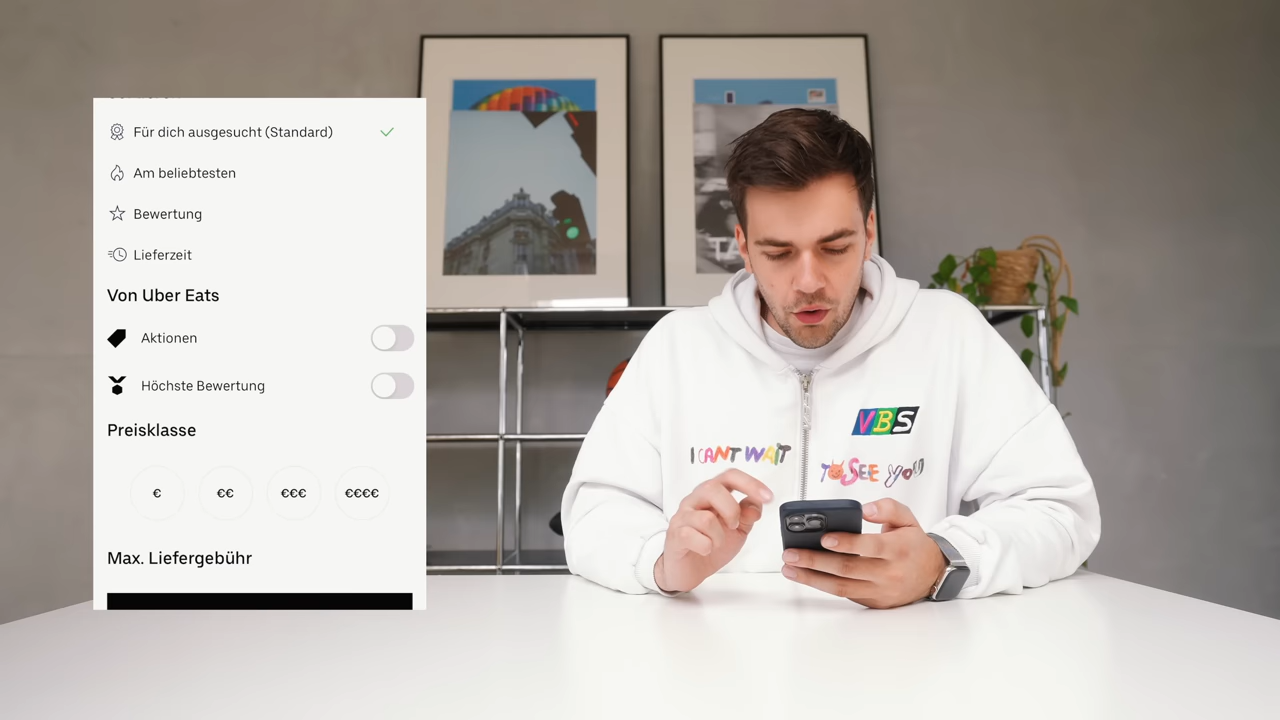 Für dich ausgesucht (Standard)
Am beliebtesten
Bewertung
Lieferzeit
Von Uber Eats
Aktionen
Höchste Bewertung
Preisklasse
€ €€ €€€ €€€€
Max. Liefergebühr
VBS
I CANT WAIT TO SEE YOU
TA